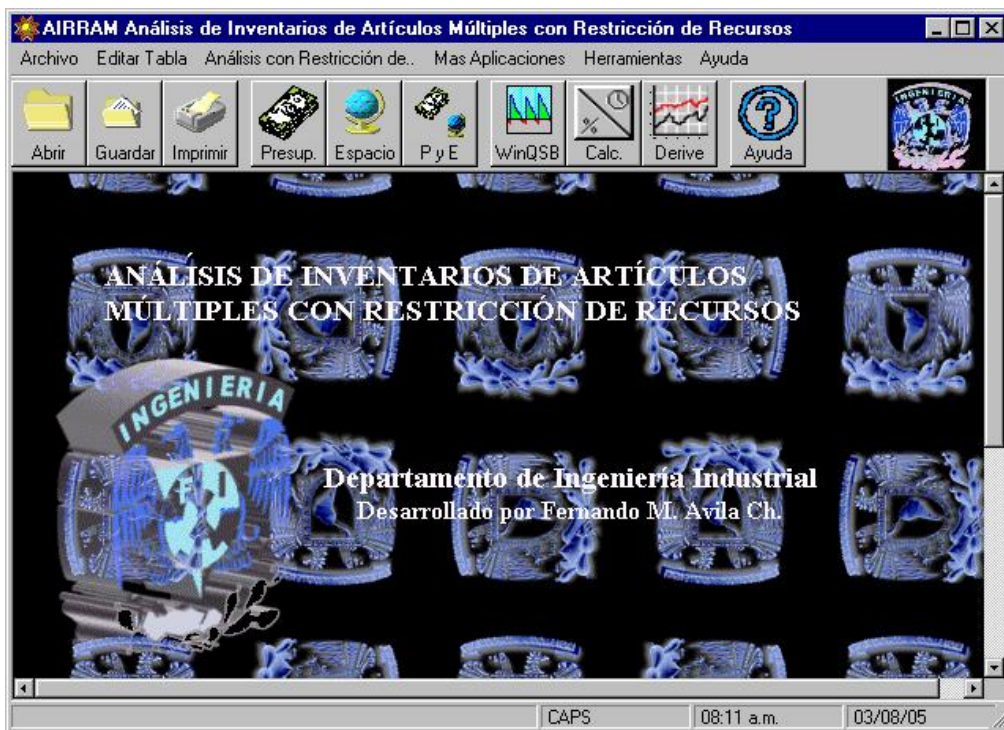 AIRRAM Análisis de Inventarios de Artículos Múltiples con Restricción de Recursos
Archivo Editar Tabla Análisis con Restricción de.. Mas Aplicaciones Herramientas Ayuda
Abrir Guardar Imprimir Presup. Espacio P y E WinQSB Calc. Derive Ayuda
INGENIERIA
ANÁLÍSIS DE INVENTARIOS DE ARTÍCULOS
MÚLTIPLES CON RESTRICCIÓN DE RECURSOS
INGENIERIA
F I
Departamento de Ingeniería Industrial
Desarrollado por Fernando M. Avila Ch.
CAPS 08:11 a.m. 03/08/05